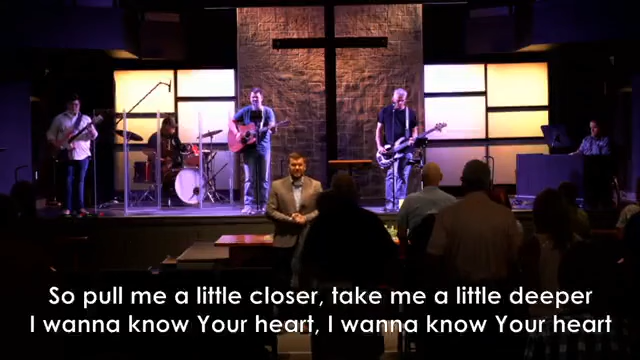 So pull me a little closer, take me a little deeper
I wanna know Your heart, I wanna know Your heart